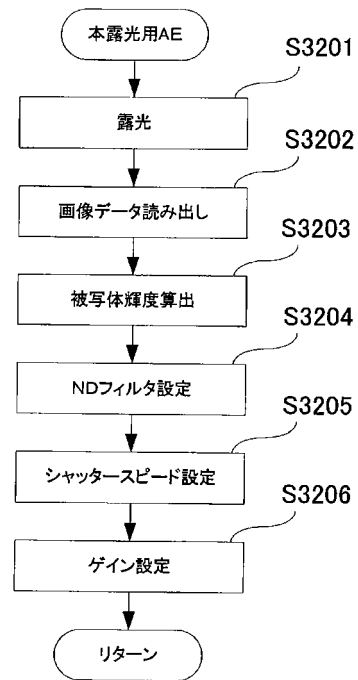 本露光用AE
S3201
露光
S3202
画像データ読み出し
S3203
被写体輝度算出
S3204
NDフィルタ設定
S3205
シャッタースピード設定
S3206
ゲイン設定
リターン